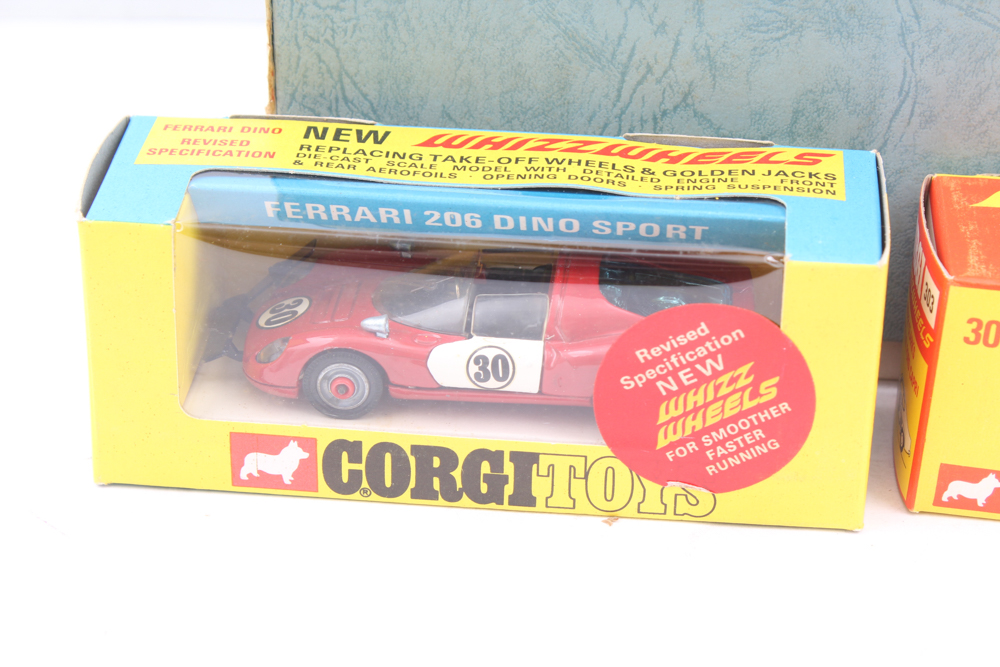 FERRARI DINO
REVISED
SPECIFICATION
NEW WHIZZWHEELS
REPLACING TAKE-OFF WHEELS & GOLDEN JACKS
DIE-CAST SCALE MODEL WITH DETAILED ENGINE · FRONT
& REAR AEROFOILS · OPENING DOORS · SPRING SUSPENSION
FERRARI 206 DINO SPORT
30
30
Revised
Specification
NEW
WHIZZ
WHEELS
FOR SMOOTHER
FASTER
RUNNING
CORGI TOYS
®
303
30